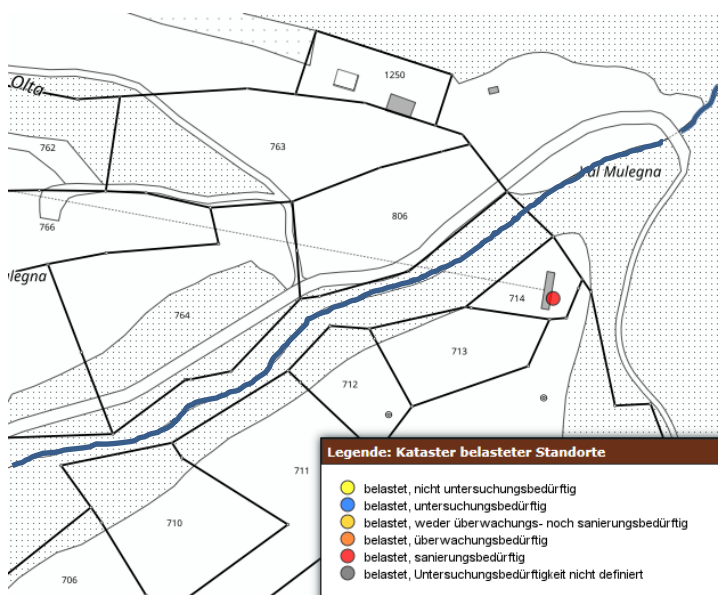 Olta
1250
762
763
Val Mulegna
806
766
ulegna
714
764
713
712
711
710
706
Legende: Kataster belasteter Standorte
belastet, nicht untersuchungsbedürftig
belastet, untersuchungsbedürftig
belastet, weder überwachungs- noch sanierungsbedürftig
belastet, überwachungsbedürftig
belastet, sanierungsbedürftig
belastet, Untersuchungsbedürftigkeit nicht definiert